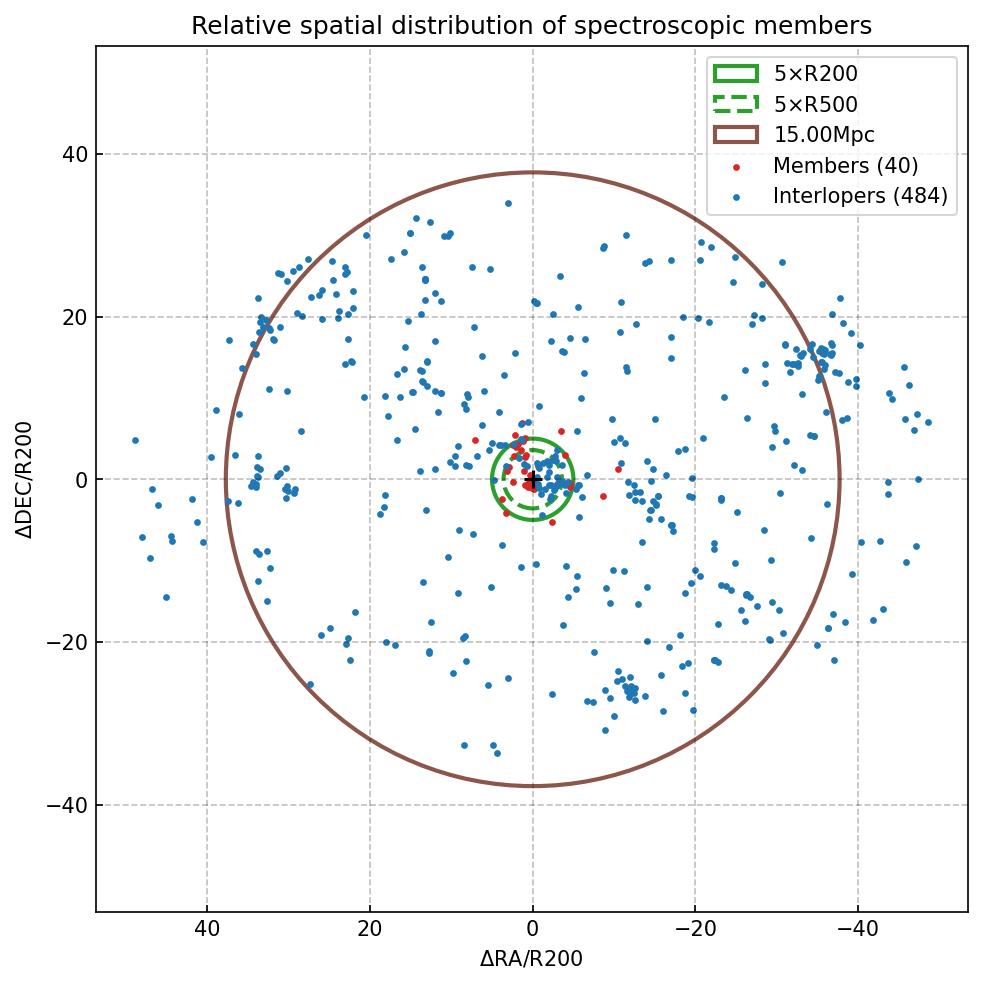 Relative spatial distribution of spectroscopic members
5×R200
5×R500
15.00Mpc
Members (40)
Interlopers (484)
40
20
0
−20
−40
ΔDEC/R200
40 20 0 −20 −40
ΔRA/R200